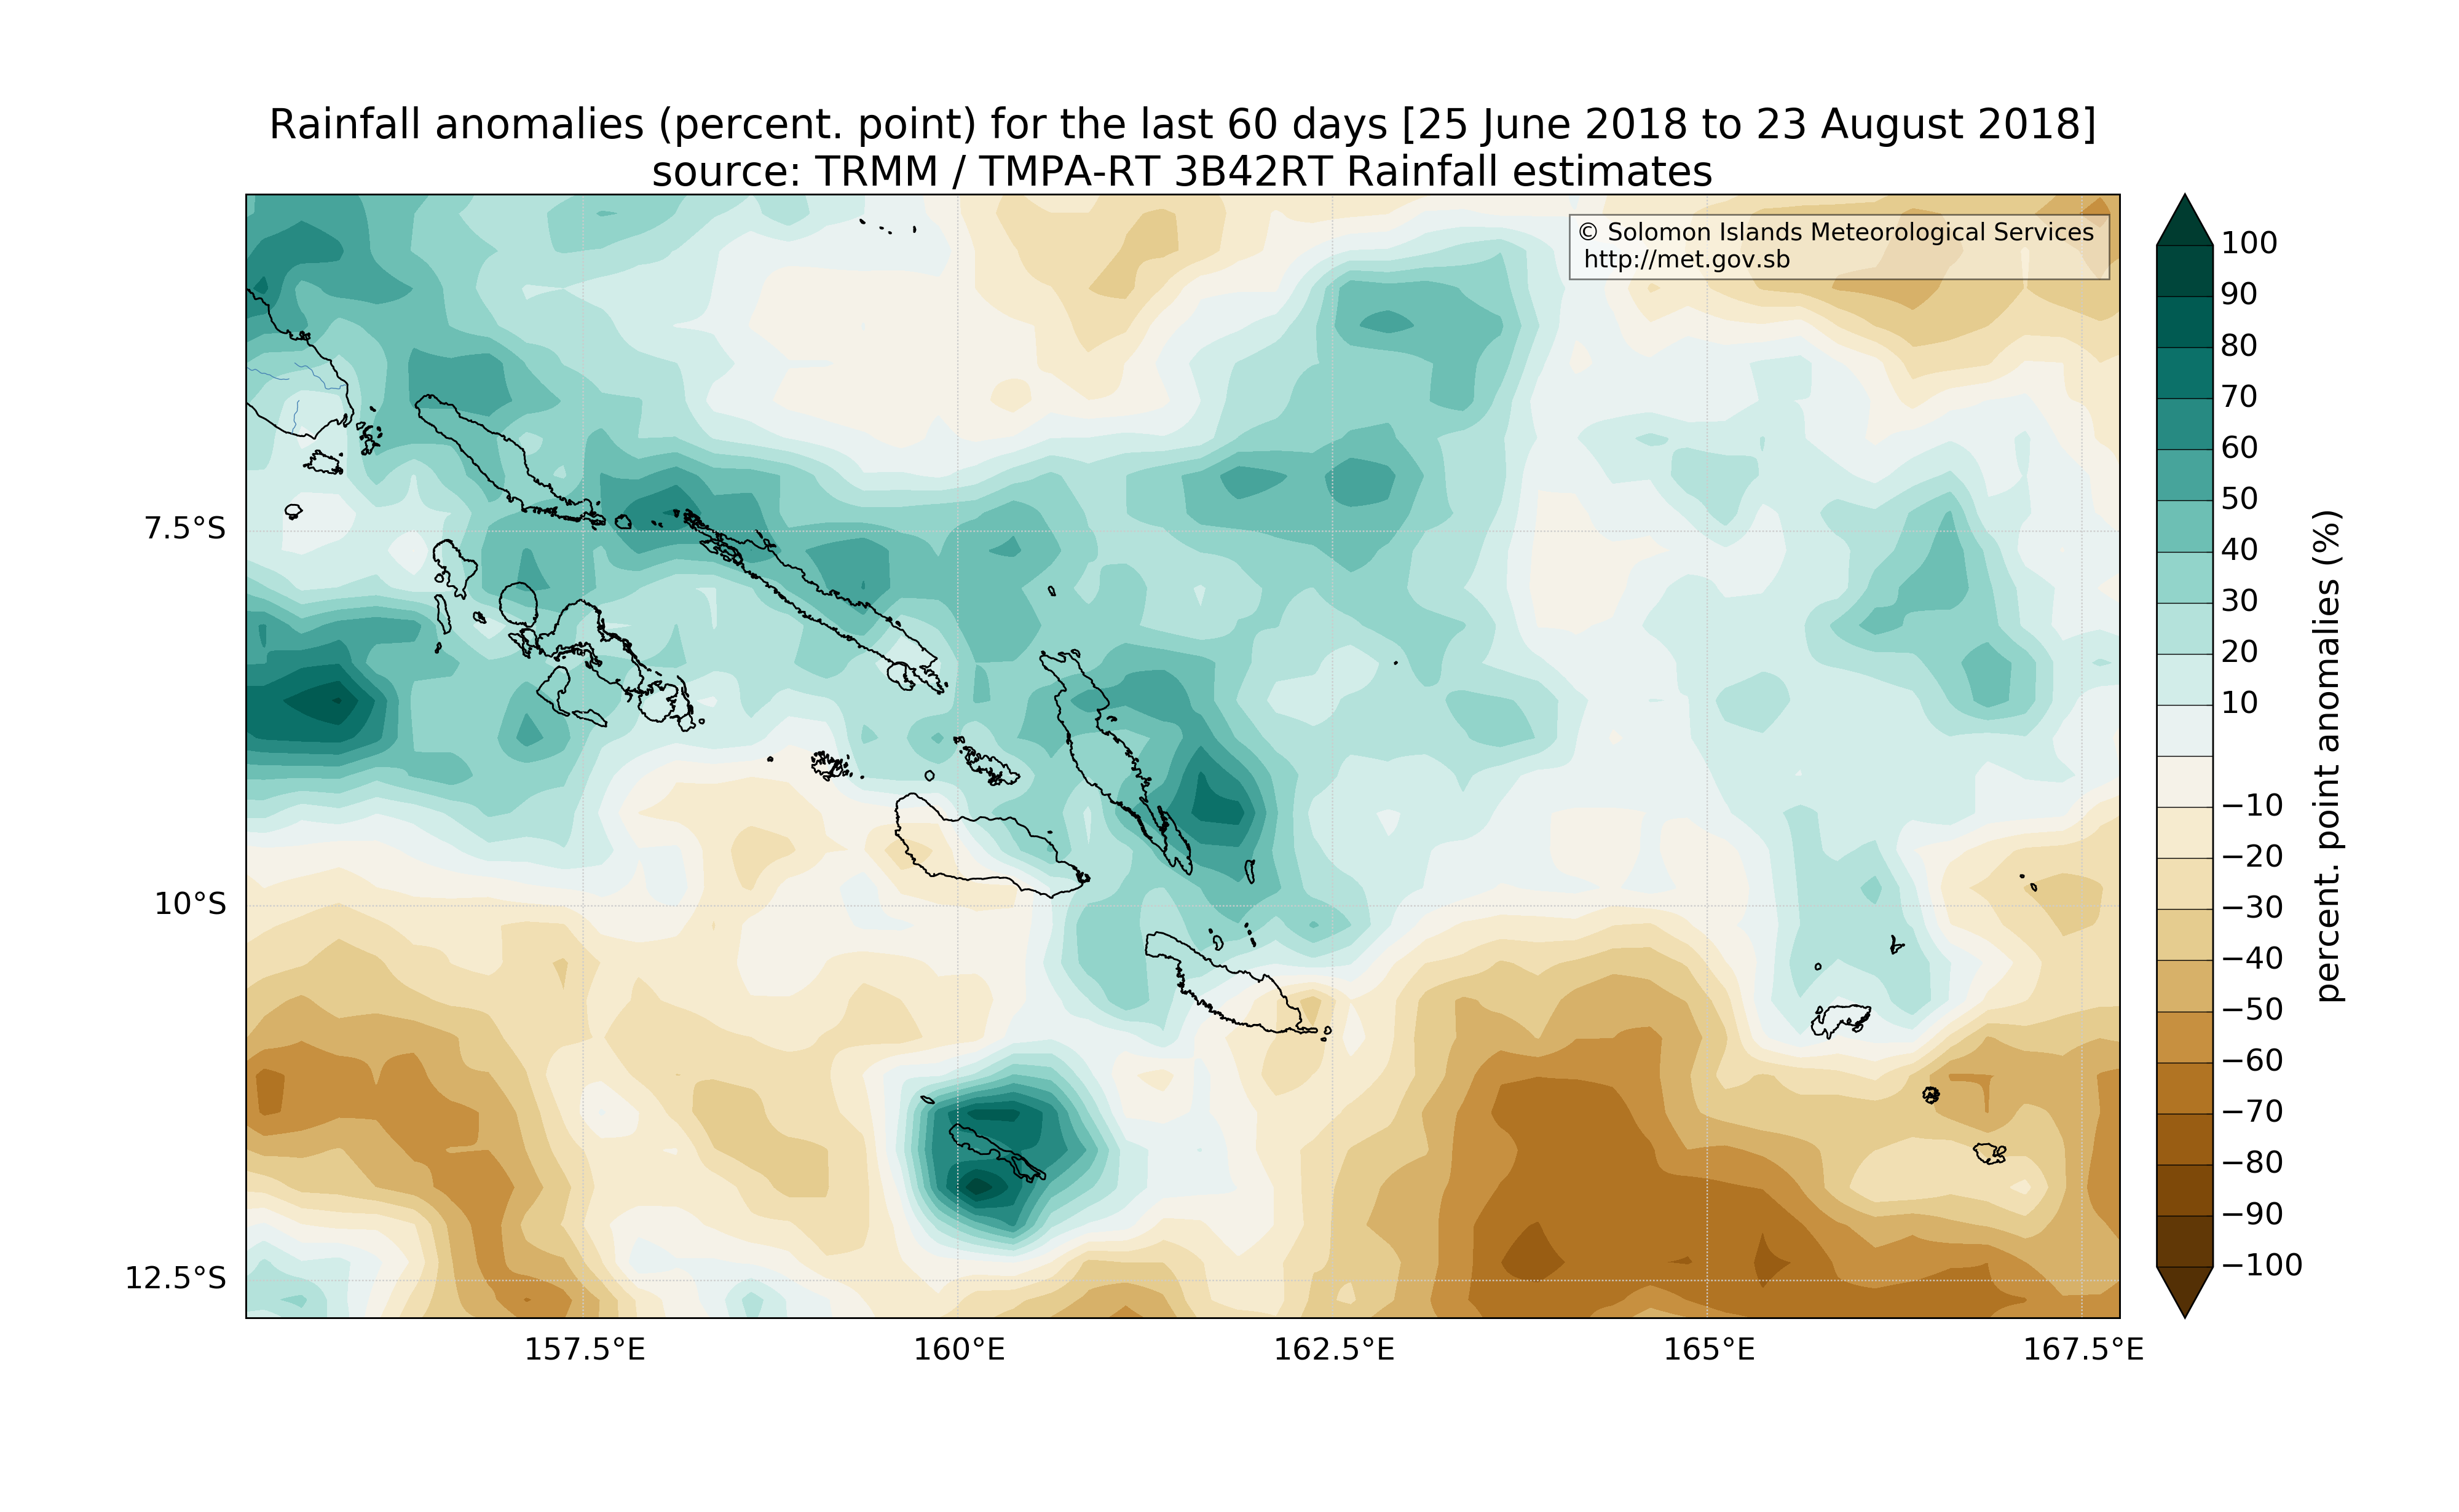 Rainfall anomalies (percent. point) for the last 60 days [25 June 2018 to 23 August 2018]
source: TRMM / TMPA-RT 3B42RT Rainfall estimates
© Solomon Islands Meteorological Services
http://met.gov.sb
7.5°S
10°S
12.5°S
157.5°E
160°E
162.5°E
165°E
167.5°E
100
90
80
70
60
50
40
30
20
10
−10
−20
−30
−40
−50
−60
−70
−80
−90
−100
percent. point anomalies (%)